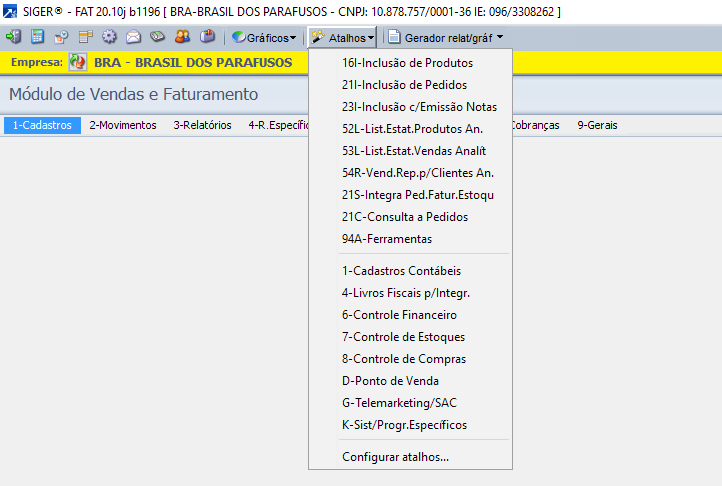 SIGER® - FAT 20.10j b1196 [ BRA-BRASIL DOS PARAFUSOS - CNPJ: 10.878.757/0001-36 IE: 096/3308262 ]
Gráficos Atalhos Gerador relat/gráf
Empresa: BRA - BRASIL DOS PARAFUSOS
Módulo de Vendas e Faturamento
1-Cadastros 2-Movimentos 3-Relatórios 4-R.Específic Cobranças 9-Gerais
16I-Inclusão de Produtos
21I-Inclusão de Pedidos
23I-Inclusão c/Emissão Notas
52L-List.Estat.Produtos An.
53L-List.Estat.Vendas Analít
54R-Vend.Rep.p/Clientes An.
21S-Integra Ped.Fatur.Estoqu
21C-Consulta a Pedidos
94A-Ferramentas
1-Cadastros Contábeis
4-Livros Fiscais p/Integr.
6-Controle Financeiro
7-Controle de Estoques
8-Controle de Compras
D-Ponto de Venda
G-Telemarketing/SAC
K-Sist/Progr.Específicos
Configurar atalhos...